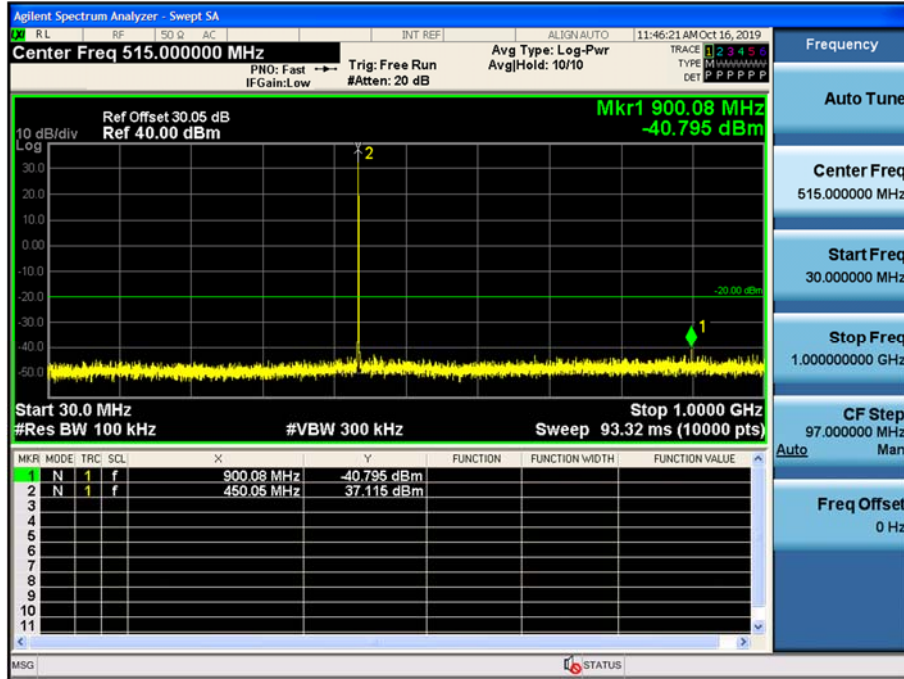 Agilent Spectrum Analyzer - Swept SA
LXI RL RF 50 Ω AC INT REF ALIGN AUTO 11:46:21 AM Oct 16, 2019
Center Freq 515.000000 MHz
PNO: Fast
IFGain:Low
Trig: Free Run
#Atten: 20 dB
Avg Type: Log-Pwr
Avg|Hold: 10/10
TRACE 1 2 3 4 5 6
TYPE M W W W W W
DET P P P P P P
Mkr1 900.08 MHz
-40.795 dBm
Ref Offset 30.05 dB
10 dB/div Ref 40.00 dBm
Log
30.0
20.0
10.0
0.00
-10.0
-20.0
-30.0
-40.0
-50.0
2
-20.00 dBm
1
Start 30.0 MHz Stop 1.0000 GHz
#Res BW 100 kHz #VBW 300 kHz Sweep 93.32 ms (10000 pts)
MKR MODE TRC SCL X Y FUNCTION FUNCTION WIDTH FUNCTION VALUE
1 N 1 f 900.08 MHz -40.795 dBm
2 N 1 f 450.05 MHz 37.115 dBm
3
4
5
6
7
8
9
10
11
MSG STATUS
Frequency
Auto Tune
Center Freq
515.000000 MHz
Start Freq
30.000000 MHz
Stop Freq
1.000000000 GHz
CF Step
97.000000 MHz
Auto Man
Freq Offset
0 Hz